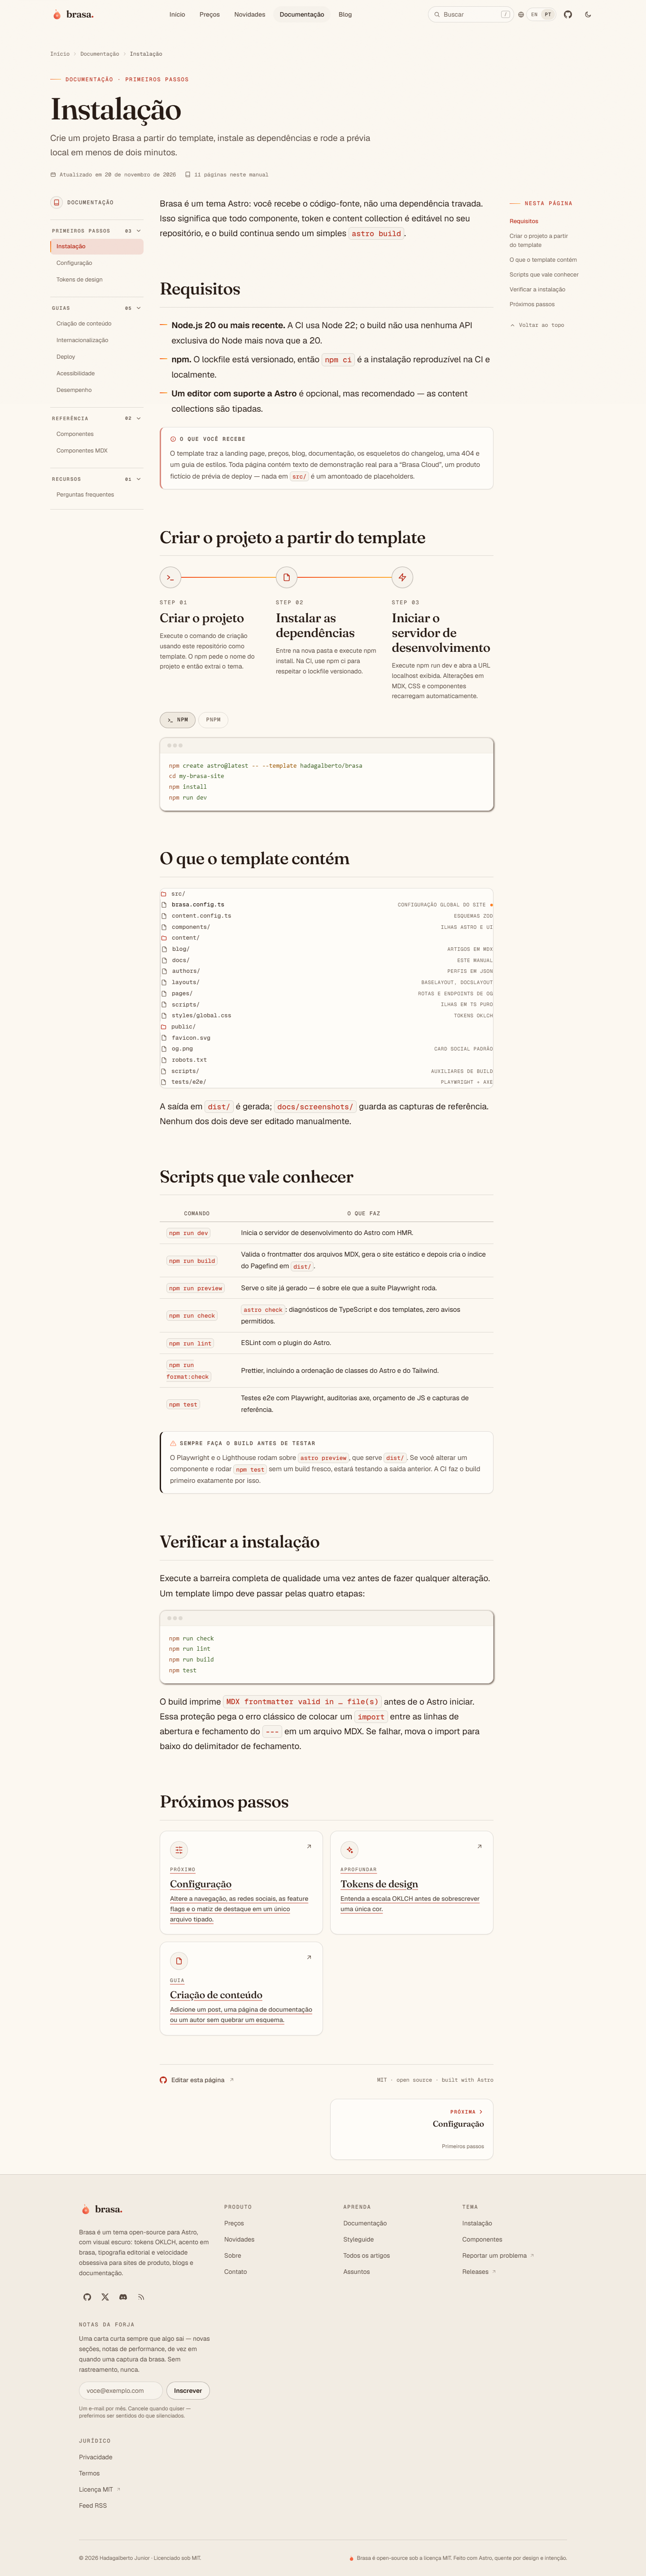 brasa.
Início
Preços
Novidades
Documentação
Blog
Buscar
/
EN
PT
Início · Documentação · Instalação
DOCUMENTAÇÃO · PRIMEIROS PASSOS
Instalação
Crie um projeto Brasa a partir do template, instale as dependências e rode a prévia
local em menos de dois minutos.
Atualizado em 20 de novembro de 2026
11 páginas neste manual
DOCUMENTAÇÃO
PRIMEIROS PASSOS 03
Instalação
Configuração
Tokens de design
GUIAS 05
Criação de conteúdo
Internacionalização
Deploy
Acessibilidade
Desempenho
REFERÊNCIA 02
Componentes
Componentes MDX
RECURSOS 01
Perguntas frequentes
Brasa é um tema Astro: você recebe o código-fonte, não uma dependência travada.
Isso significa que todo componente, token e content collection é editável no seu
repositório, e o build continua sendo um simples astro build.
Requisitos
Node.js 20 ou mais recente. A CI usa Node 22; o build não usa nenhuma API
exclusiva do Node mais nova que a 20.
npm. O lockfile está versionado, então npm ci é a instalação reproduzível na CI e
localmente.
Um editor com suporte a Astro é opcional, mas recomendado — as content
collections são tipadas.
O QUE VOCÊ RECEBE
O template traz a landing page, preços, blog, documentação, os esqueletos do changelog, uma 404 e
um guia de estilos. Toda página contém texto de demonstração real para a "Brasa Cloud", um produto
fictício de prévia de deploy — nada em src/ é um amontoado de placeholders.
Criar o projeto a partir do template
STEP 01
Criar o projeto
Execute o comando de criação
usando este repositório como
template. O npm pede o nome do
projeto e então extrai o tema.
STEP 02
Instalar as
dependências
Entre na nova pasta e execute npm
install. Na CI, use npm ci para
respeitar o lockfile versionado.
STEP 03
Iniciar o
servidor de
desenvolvimento
Execute npm run dev e abra a URL
localhost exibida. Alterações em
MDX, CSS e componentes
recarregam automaticamente.
NPM
PNPM
npm create astro@latest -- --template hadagalberto/brasa
cd my-brasa-site
npm install
npm run dev
O que o template contém
src/
brasa.config.ts CONFIGURAÇÃO GLOBAL DO SITE
content.config.ts ESQUEMAS ZOD
components/ ILHAS ASTRO E UI
content/
blog/ ARTIGOS EM MDX
docs/ ESTE MANUAL
authors/ PERFIS EM JSON
layouts/ BASELAYOUT, DOCSLAYOUT
pages/ ROTAS E ENDPOINTS DE OG
scripts/ ILHAS EM TS PURO
styles/global.css TOKENS OKLCH
public/
favicon.svg
og.png CARD SOCIAL PADRÃO
robots.txt
scripts/ AUXILIARES DE BUILD
tests/e2e/ PLAYWRIGHT + AXE
A saída em dist/ é gerada; docs/screenshots/ guarda as capturas de referência.
Nenhum dos dois deve ser editado manualmente.
Scripts que vale conhecer
COMANDO O QUE FAZ
npm run dev Inicia o servidor de desenvolvimento do Astro com HMR.
npm run build Valida o frontmatter dos arquivos MDX, gera o site estático e depois cria o índice
do Pagefind em dist/.
npm run preview Serve o site já gerado — é sobre ele que a suíte Playwright roda.
npm run check astro check: diagnósticos de TypeScript e dos templates, zero avisos
permitidos.
npm run lint ESLint com o plugin do Astro.
npm run
format:check Prettier, incluindo a ordenação de classes do Astro e do Tailwind.
npm test Testes e2e com Playwright, auditorias axe, orçamento de JS e capturas de
referência.
SEMPRE FAÇA O BUILD ANTES DE TESTAR
O Playwright e o Lighthouse rodam sobre astro preview, que serve dist/. Se você alterar um
componente e rodar npm test sem um build fresco, estará testando a saída anterior. A CI faz o build
primeiro exatamente por isso.
Verificar a instalação
Execute a barreira completa de qualidade uma vez antes de fazer qualquer alteração.
Um template limpo deve passar pelas quatro etapas:
npm run check
npm run lint
npm run build
npm test
O build imprime MDX frontmatter valid in … file(s) antes de o Astro iniciar.
Essa proteção pega o erro clássico de colocar um import entre as linhas de
abertura e fechamento do --- em um arquivo MDX. Se falhar, mova o import para
baixo do delimitador de fechamento.
Próximos passos
PRÓXIMO
Configuração
Altere a navegação, as redes sociais, as feature
flags e o matiz de destaque em um único
arquivo tipado.
APROFUNDAR
Tokens de design
Entenda a escala OKLCH antes de sobrescrever
uma única cor.
GUIA
Criação de conteúdo
Adicione um post, uma página de documentação
ou um autor sem quebrar um esquema.
Editar esta página
MIT · open source · built with Astro
PRÓXIMA
Configuração
Primeiros passos
NESTA PÁGINA
Requisitos
Criar o projeto a partir
do template
O que o template contém
Scripts que vale conhecer
Verificar a instalação
Próximos passos
Voltar ao topo
brasa.
Brasa é um tema open-source para Astro,
com visual escuro: tokens OKLCH, acento em
brasa, tipografia editorial e velocidade
obsessiva para sites de produto, blogs e
documentação.
NOTAS DA FORJA
Uma carta curta sempre que algo sai — novas
seções, notas de performance, de vez em
quando uma captura da brasa. Sem
rastreamento, nunca.
voce@exemplo.com
Inscrever
Um e-mail por mês. Cancele quando quiser —
preferimos ser sentidos do que silenciados.
PRODUTO
Preços
Novidades
Sobre
Contato
APRENDA
Documentação
Styleguide
Todos os artigos
Assuntos
TEMA
Instalação
Componentes
Reportar um problema
Releases
JURÍDICO
Privacidade
Termos
Licença MIT
Feed RSS
© 2026 Hadagalberto Junior · Licenciado sob MIT.
Brasa é open-source sob a licença MIT. Feito com Astro, quente por design e intenção.